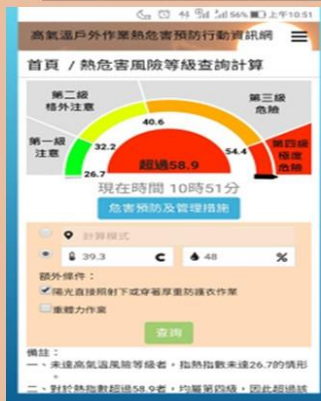 44 56% 上午10:51
高氣溫戶外作業熱危害預防行動資訊網
首頁 / 熱危害風險等級查詢計算
第二級
格外注意
第三級
危險
第一級
注意
第四級
極度
危險
40.6
32.2
54.4
26.7
超過58.9
現在時間 10時51分
危害預防及管理措施
計算模式
39.3 C 48 %
額外條件：
陽光直接照射下或穿著厚重防護衣作業
重體力作業
查詢
備註：
一、未達高氣溫風險等級者，指熱指數未達26.7的情形
。
二、對於熱指數超過58.9者，均屬第四級，因此超過該